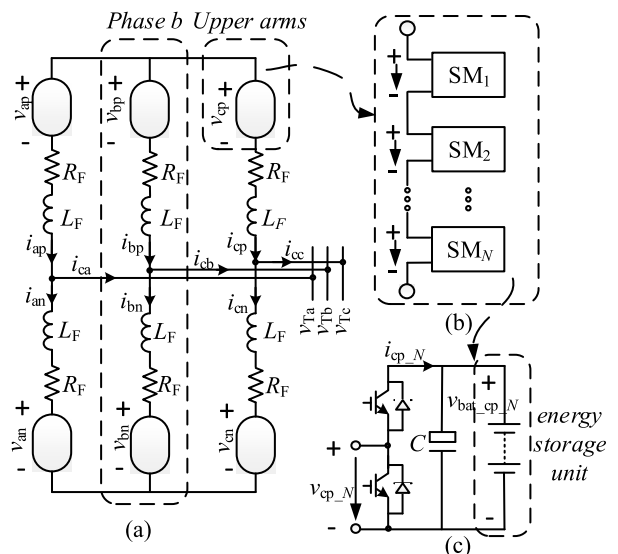 Phase b
Upper arms
+ + +
v_ap v_bp v_cp
- - -
R_F R_F R_F
L_F L_F L_F
i_ap i_bp i_cp
i_ca i_cb i_cc
i_an i_bn i_cn
v_Ta v_Tb v_Tc
L_F L_F L_F
R_F R_F R_F
+ + +
v_an v_bn v_cn
- - -
(a)
+
-
SM_1
+
-
SM_2
+
-
SM_N
(b)
i_cp_N
+
v_bat_cp_N
-
C
+
v_cp_N
-
energy
storage
unit
(c)